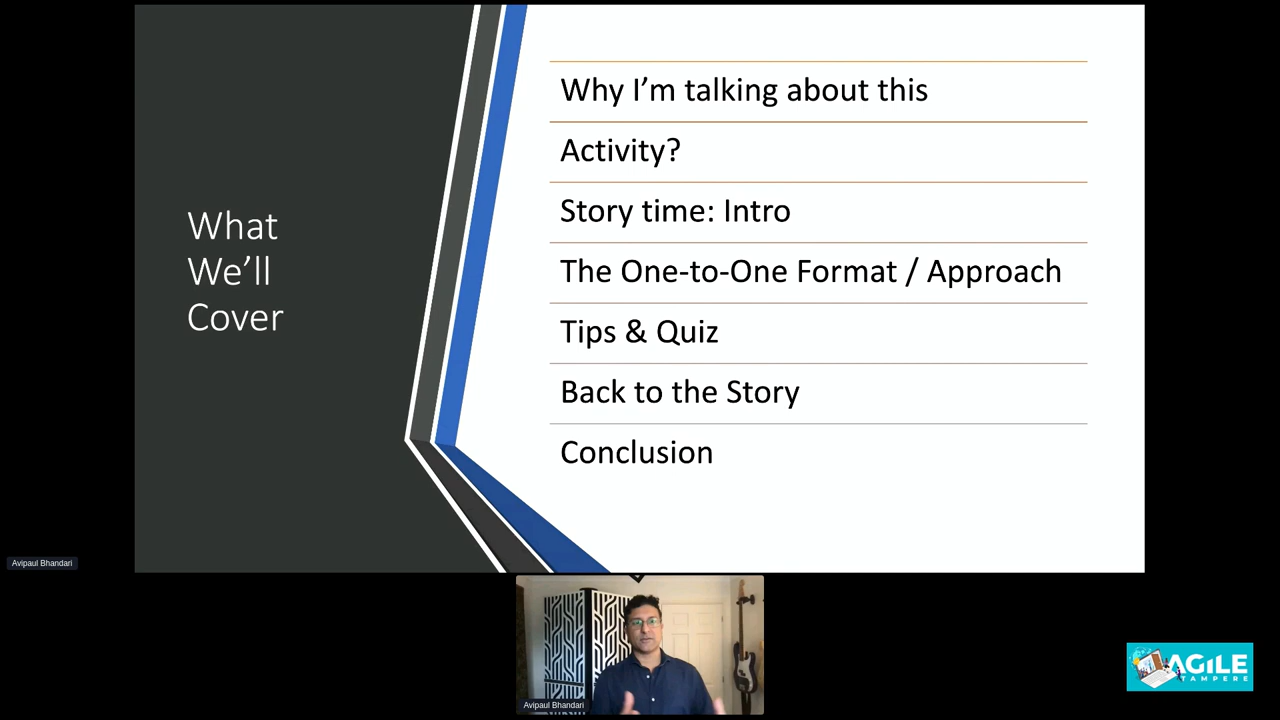 What
We’ll
Cover
Why I’m talking about this
Activity?
Story time: Intro
The One-to-One Format / Approach
Tips & Quiz
Back to the Story
Conclusion
Avipaul Bhandari
Avipaul Bhandari
AGILE
TAMPERE